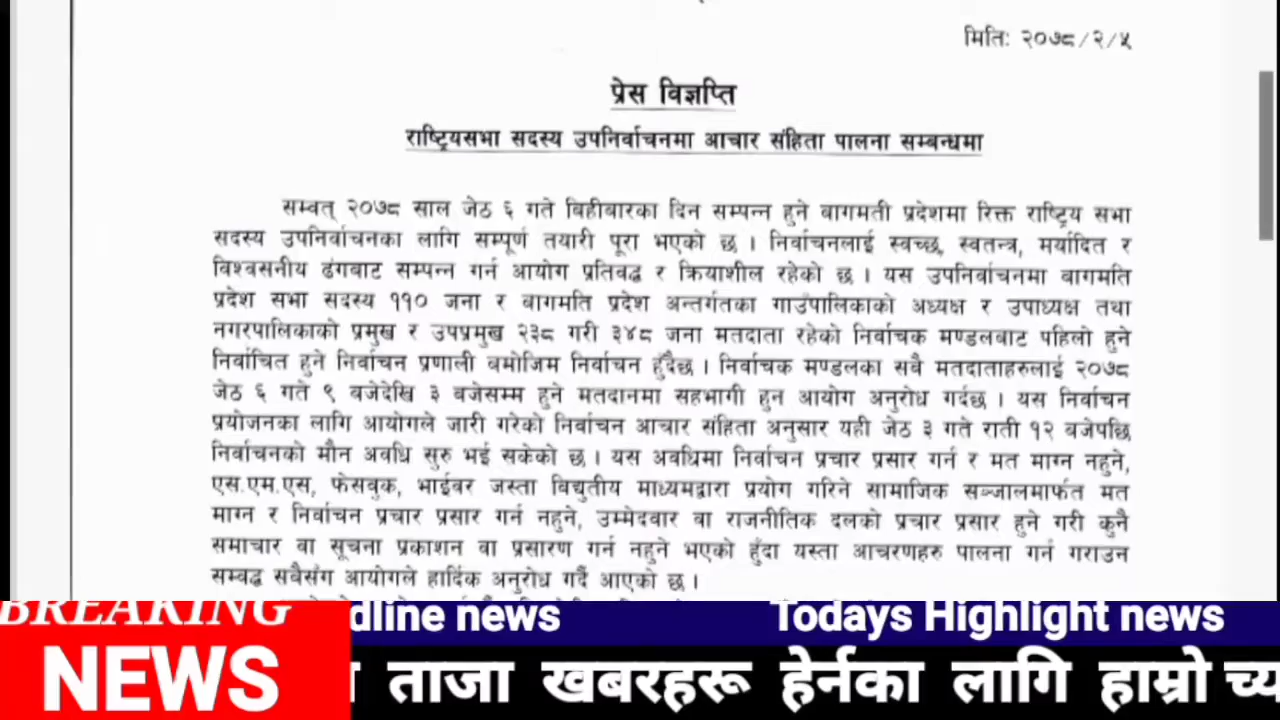 मिति: २०७८/२/५
प्रेस विज्ञप्ति
राष्ट्रियसभा सदस्य उपनिर्वाचनमा आचार संहिता पालना सम्बन्धमा
सम्वत् २०७८ साल जेठ ६ गते बिहीबारका दिन सम्पन्न हुने बागमती प्रदेशमा रिक्त राष्ट्रिय सभा
सदस्य उपनिर्वाचनका लागि सम्पूर्ण तयारी पूरा भएको छ । निर्वाचनलाई स्वच्छ, स्वतन्त्र, मर्यादित र
विश्वसनीय ढंगबाट सम्पन्न गर्न आयोग प्रतिवद्ध र क्रियाशील रहेको छ । यस उपनिर्वाचनमा बागमति
प्रदेश सभा सदस्य ११० जना र बागमति प्रदेश अन्तर्गतका गाउँपालिकाको अध्यक्ष र उपाध्यक्ष तथा
नगरपालिकाको प्रमुख र उपप्रमुख २३८ गरी ३४८ जना मतदाता रहेको निर्वाचक मण्डलबाट पहिलो हुने
निर्वाचित हुने निर्वाचन प्रणाली बमोजिम निर्वाचन हुँदैछ । निर्वाचक मण्डलका सबै मतदाताहरुलाई २०७८
जेठ ६ गते ९ बजेदेखि ३ बजेसम्म हुने मतदानमा सहभागी हुन आयोग अनुरोध गर्दछ । यस निर्वाचन
प्रयोजनका लागि आयोगले जारी गरेको निर्वाचन आचार संहिता अनुसार यही जेठ ३ गते राती १२ बजेपछि
निर्वाचनको मौन अवधि सुरु भई सकेको छ । यस अवधिमा निर्वाचन प्रचार प्रसार गर्न र मत माग्न नहुने,
एस.एम.एस, फेसबुक, भाईबर जस्ता विद्युतीय माध्यमद्वारा प्रयोग गरिने सामाजिक सञ्जालमार्फत मत
माग्न र निर्वाचन प्रचार प्रसार गर्न नहुने, उम्मेदवार वा राजनीतिक दलको प्रचार प्रसार हुने गरी कुनै
समाचार वा सूचना प्रकाशन वा प्रसारण गर्न नहुने भएको हुँदा यस्ता आचरणहरु पालना गर्न गराउन
सम्वद्ध सबैसंग आयोगले हार्दिक अनुरोध गर्दै आएको छ ।
BREAKING
NEWS
dline news Todays Highlight news
ताजा खबरहरू हेर्नका लागि हाम्रो च्य